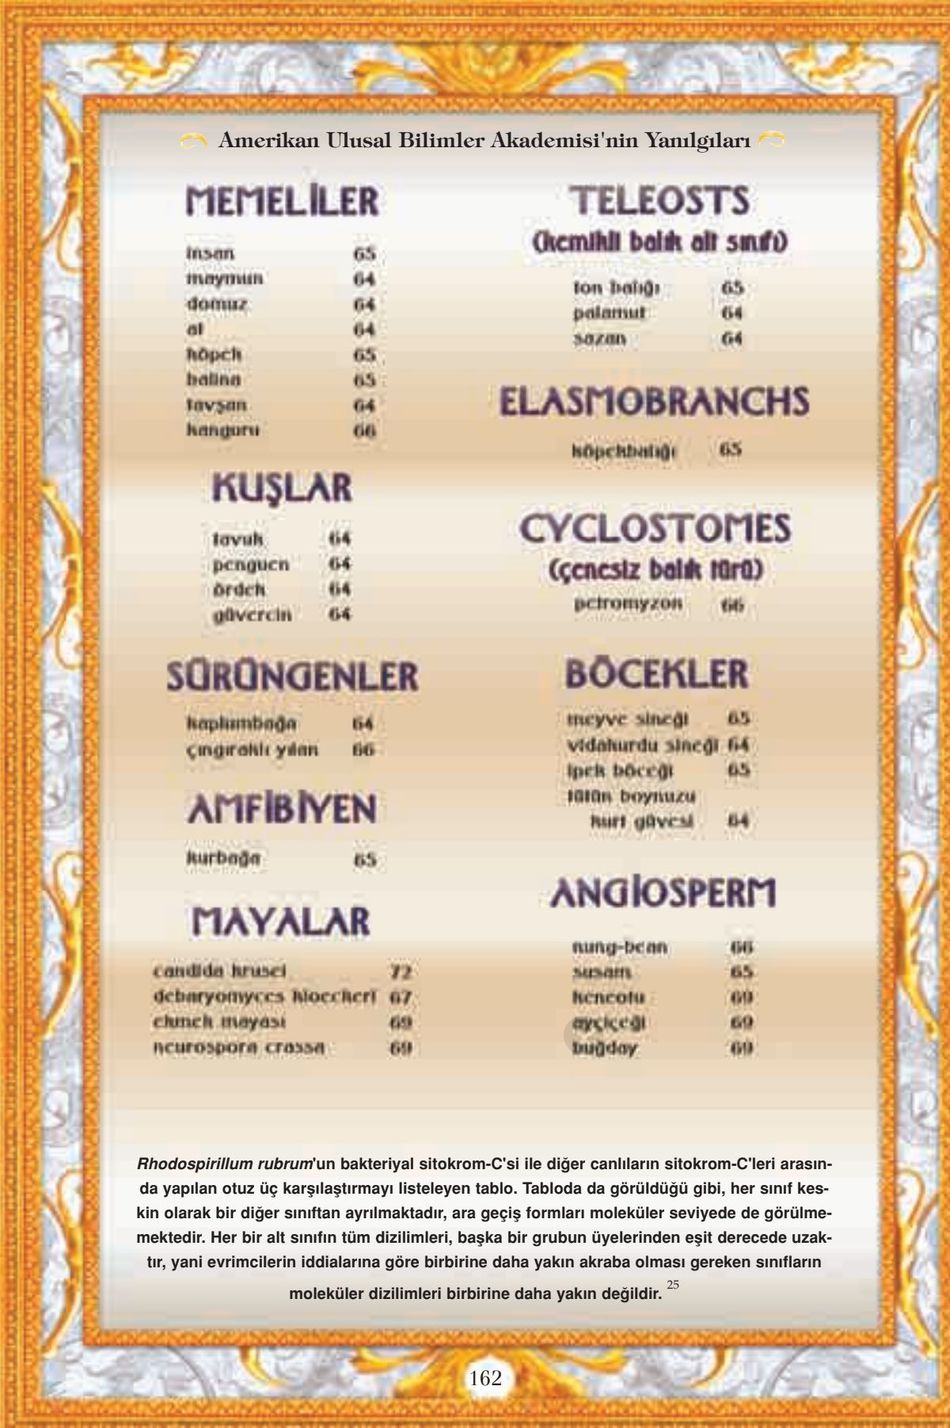 Amerikan Ulusal Bilimler Akademisi'nin Yanılgıları
MEMELİLER
insan 65
maymun 64
domuz 64
at 64
köpek 65
balina 65
tavşan 64
kanguru 66
KUŞLAR
tavuk 64
penguen 64
ördek 64
güvercin 64
SÜRÜNGENLER
kaplumbağa 64
çıngıraklı yılan 66
AMFİBİYEN
kurbağa 65
MAYALAR
candida krusei 72
debaryomyces kloeckeri 67
ekmek mayası 69
neurospora crassa 69
TELEOSTS
(kemikli balık alt sınıfı)
ton balığı 65
palamut 64
sazan 64
ELASMOBRANCHS
köpekbalığı 65
CYCLOSTOMES
(çenesiz balık türü)
petromyzon 66
BÖCEKLER
meyve sineği 65
vidakurdu sineği 64
ipek böceği 65
tütün boynuzu
kurt güvesi 64
ANGİOSPERM
mung-bean 66
susam 65
keneotu 69
ayçiçeği 69
buğday 69
Rhodospirillum rubrum'un bakteriyal sitokrom-C'si ile diğer canlıların sitokrom-C'leri arasın-
da yapılan otuz üç karşılaştırmayı listeleyen tablo. Tabloda da görüldüğü gibi, her sınıf kes-
kin olarak bir diğer sınıftan ayrılmaktadır, ara geçiş formları moleküler seviyede de görülme-
mektedir. Her bir alt sınıfın tüm dizilimleri, başka bir grubun üyelerinden eşit derecede uzak-
tır, yani evrimcilerin iddialarına göre birbirine daha yakın akraba olması gereken sınıfların
moleküler dizilimleri birbirine daha yakın değildir. 25
162